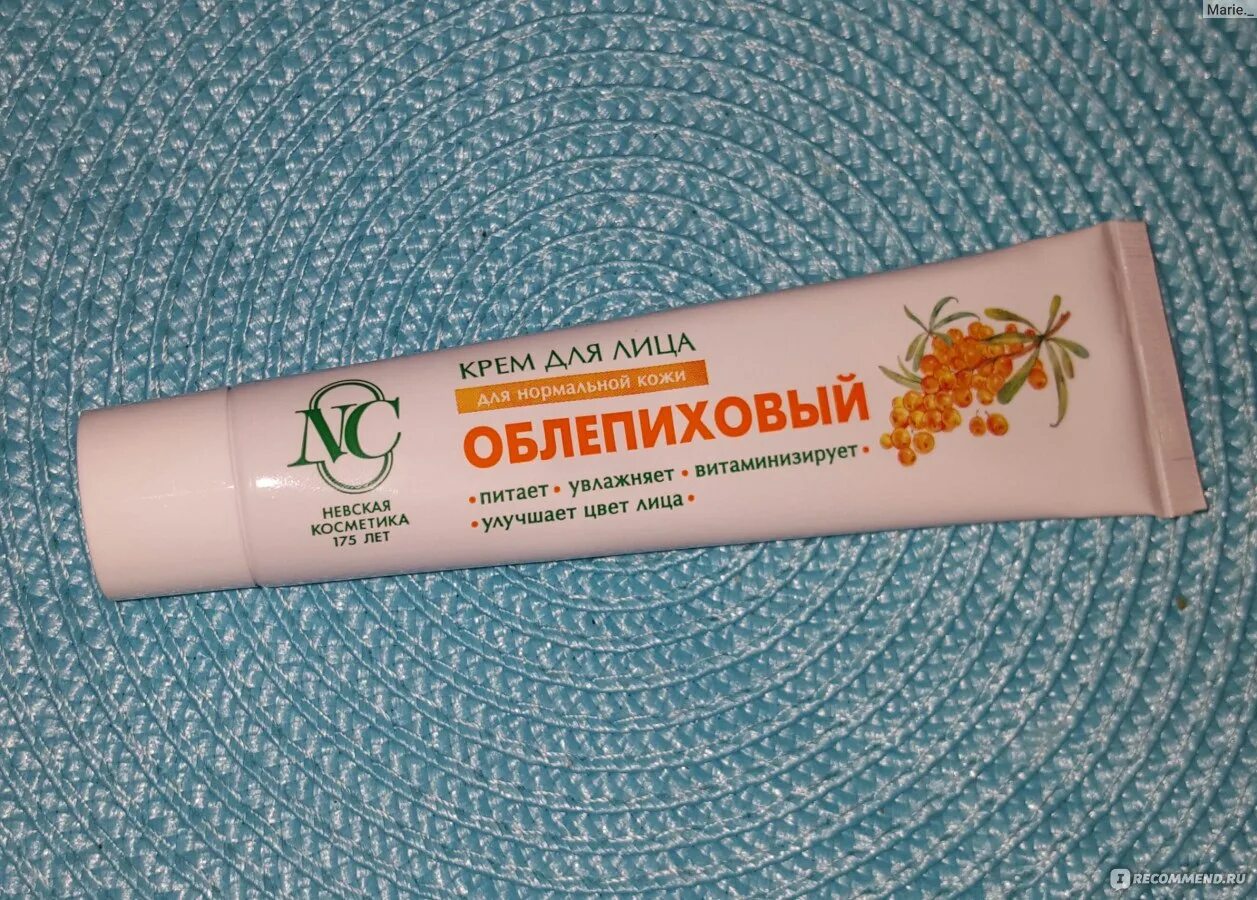 Marie._
КРЕМ ДЛЯ ЛИЦА
ДЛЯ НОРМАЛЬНОЙ КОЖИ
ОБЛЕПИХОВЫЙ
• питает • увлажняет • витаминизирует •
• улучшает цвет лица •
NC
НЕВСКАЯ
КОСМЕТИКА
175 ЛЕТ
IRECOMMEND.RU